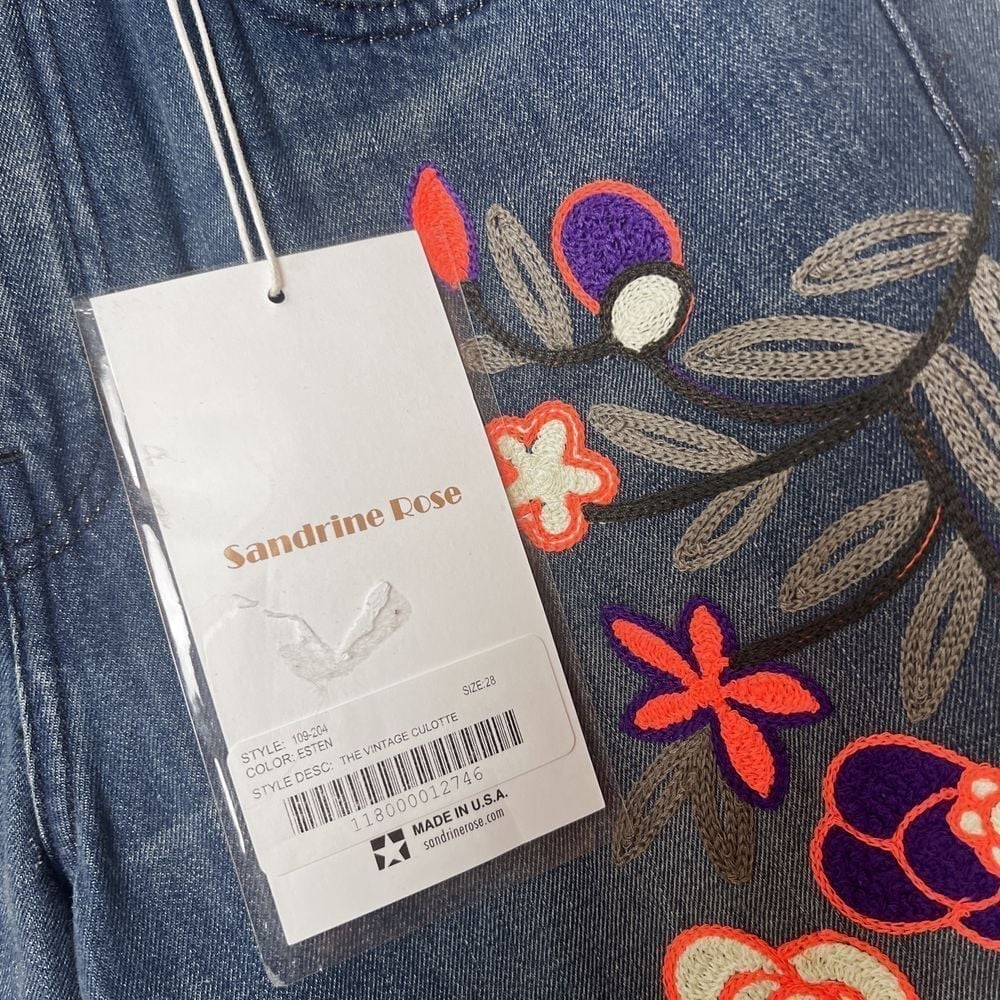 Sandrine Rose
SIZE:28
STYLE: 109-204
COLOR: ESTEN
STYLE DESC: THE VINTAGE CULOTTE
118000012746
MADE IN U.S.A.
sandrinerose.com